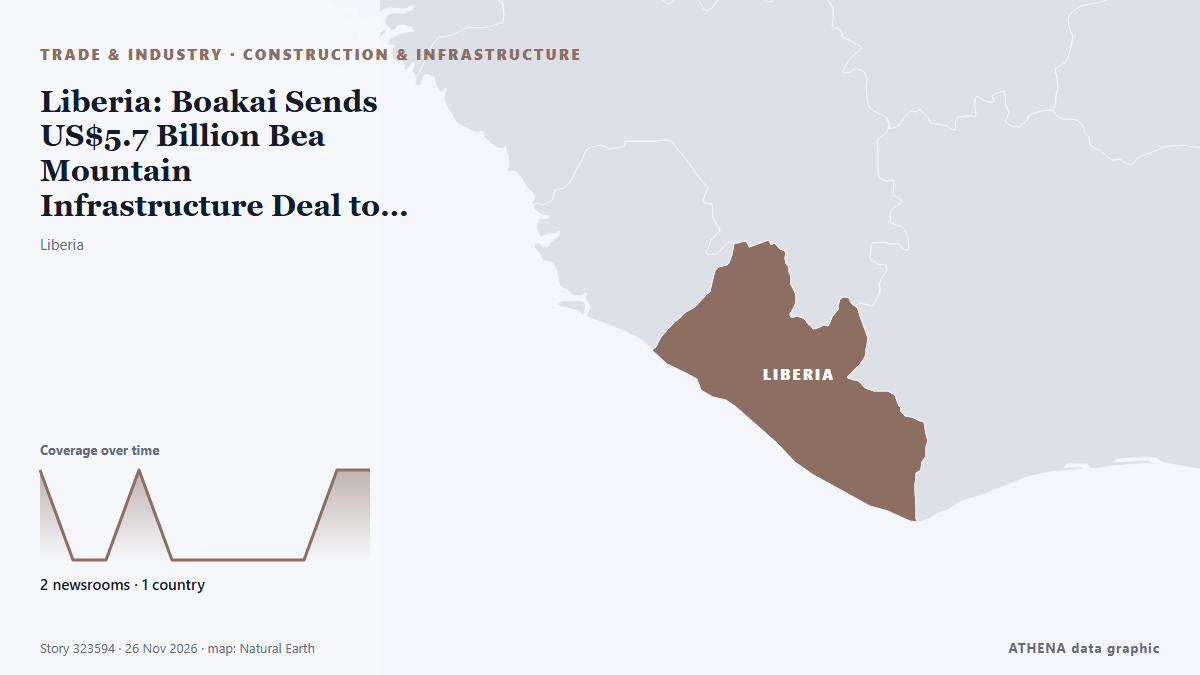 TRADE & INDUSTRY · CONSTRUCTION & INFRASTRUCTURE
Liberia: Boakai Sends
US$5.7 Billion Bea
Mountain
Infrastructure Deal to...
Liberia
LIBERIA
Coverage over time
2 newsrooms · 1 country
Story 323594 · 26 Nov 2026 · map: Natural Earth
ATHENA data graphic